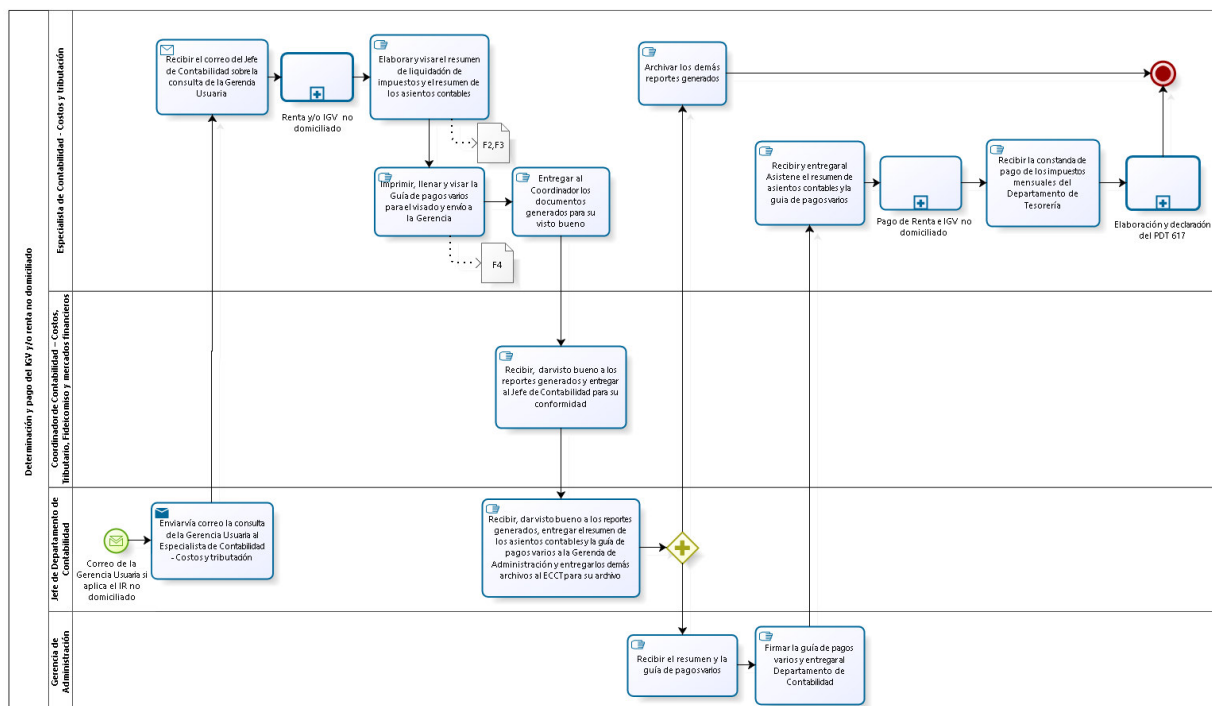 Determinación y pago del IGV y/o renta no domiciliado
Especialista de Contabilidad - Costos y tributación
Recibir el correo del Jefe
de Contabilidad sobre la
consulta de la Gerencia
Usuaria
Renta y/o IGV no
domiciliado
Elaborar y visar el resumen
de liquidación de
impuestos y el resumen de
los asientos contables
F2,F3
Imprimir, llenar y visar la
Guía de pagos varios
para el visado y envío a
la Gerencia
F4
Entregar al
Coordinador los
documentos
generados para su
visto bueno
Archivar los demás
reportes generados
Recibir y entregar al
Asistene el resumen de
asientos contables y la
guia de pagos varios
Pago de Renta e IGV no
domiciliado
Recibir la constancia de
pago de los impuestos
mensuales del
Departamento de
Tesorería
Elaboración y declaración
del PDT 617
Coordinador de Contabilidad – Costos,
Tributario, Fideicomiso y mercados financieros
Recibir, dar visto bueno a los
reportes generados y entregar
al Jefe de Contabilidad para su
conformidad
Jefe de Departamento de
Contabilidad
Correo de la
Gerencia Usuaria si
aplica el IR no
domiciliado
Enviar vía correo la consulta
de la Gerencia Usuaria al
Especialista de Contabilidad
- Costos y tributación
Recibir, dar visto bueno a los reportes
generados, entregar el resumen de
los asientos contables y la guía de
pagos varios a la Gerencia de
Administración y entregar los demás
archivos al ECCT para su archivo
Gerencia de
Administración
Recibir el resumen y la
guía de pagos varios
Firmar la guía de pagos
varios y entregar al
Departamento de
Contabilidad